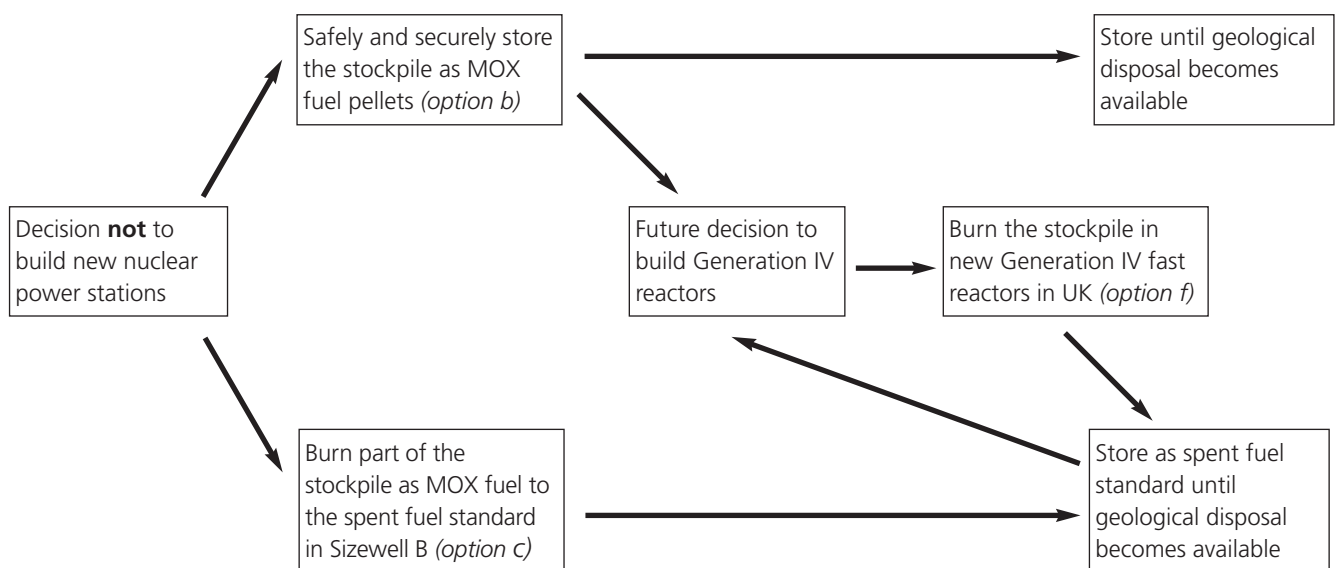 Safely and securely store
the stockpile as MOX
fuel pellets (option b)
Store until geological
disposal becomes
available
Decision not to
build new nuclear
power stations
Future decision to
build Generation IV
reactors
Burn the stockpile in
new Generation IV fast
reactors in UK (option f)
Burn part of the
stockpile as MOX fuel to
the spent fuel standard
in Sizewell B (option c)
Store as spent fuel
standard until
geological disposal
becomes available